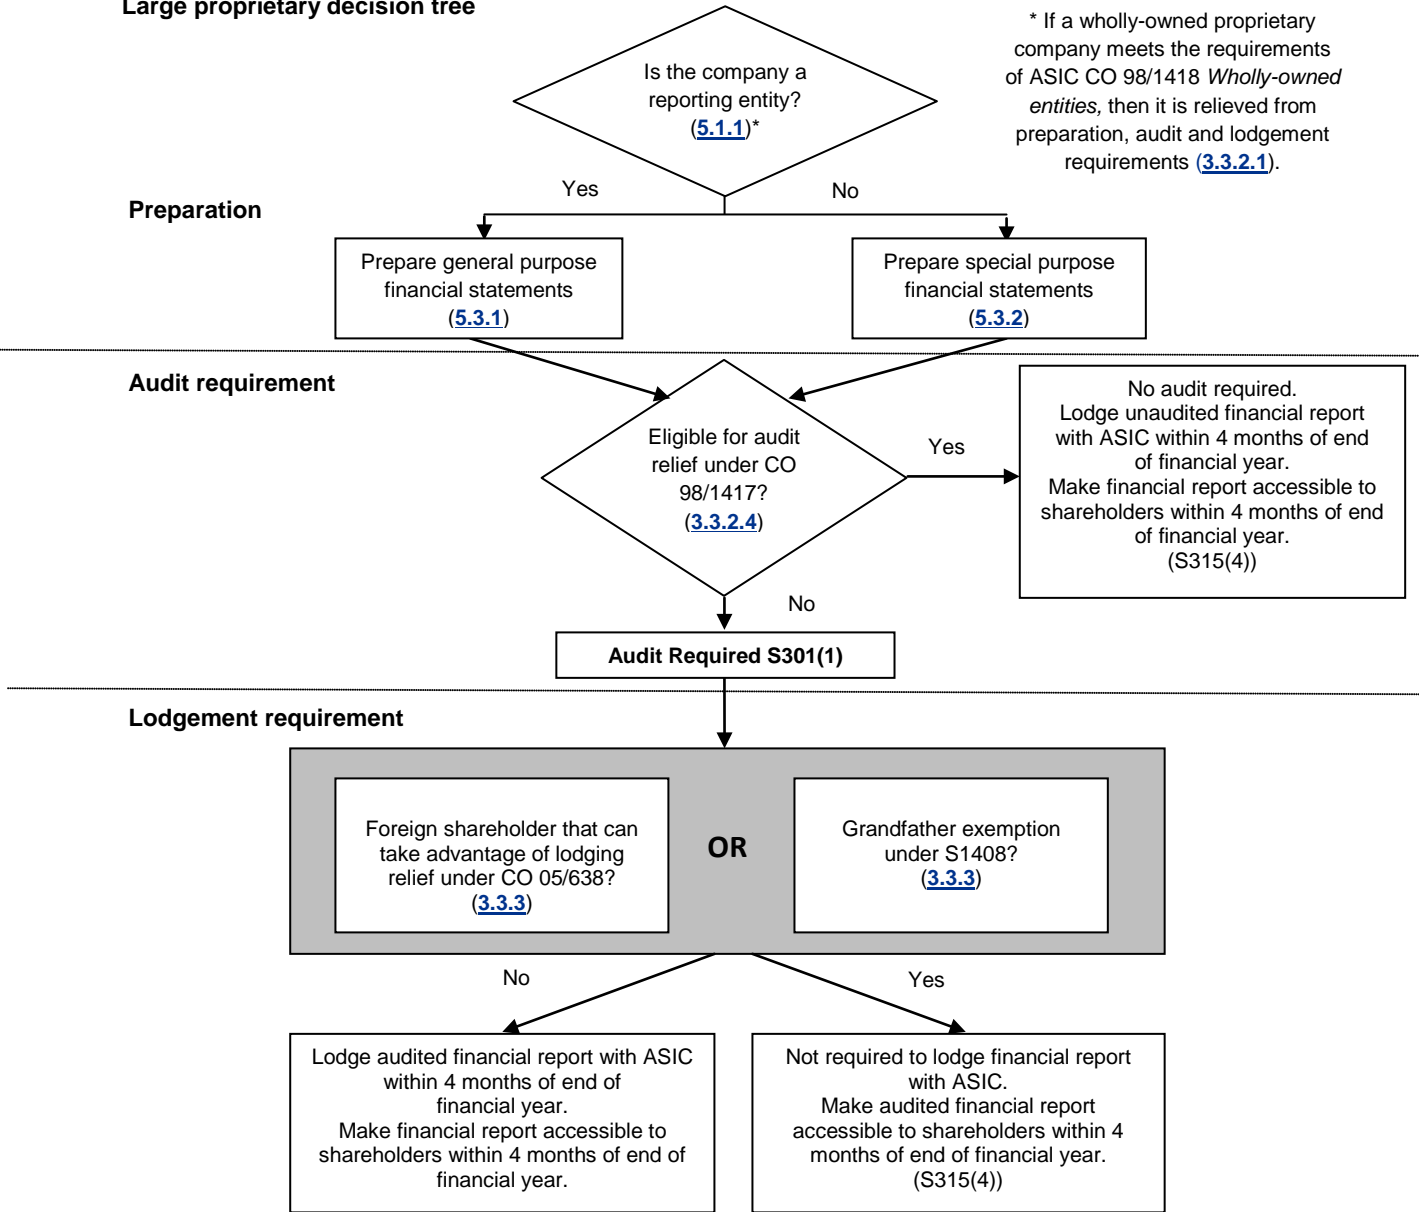 Large proprietary decision tree
Is the company a
reporting entity?
(5.1.1)*
* If a wholly-owned proprietary
company meets the requirements
of ASIC CO 98/1418 Wholly-owned
entities, then it is relieved from
preparation, audit and lodgement
requirements (3.3.2.1).
Yes
No
Preparation
Prepare general purpose
financial statements
(5.3.1)
Prepare special purpose
financial statements
(5.3.2)
Audit requirement
Eligible for audit
relief under CO
98/1417?
(3.3.2.4)
Yes
No audit required.
Lodge unaudited financial report
with ASIC within 4 months of end
of financial year.
Make financial report accessible to
shareholders within 4 months of end
of financial year.
(S315(4))
No
Audit Required S301(1)
Lodgement requirement
Foreign shareholder that can
take advantage of lodging
relief under CO 05/638?
(3.3.3)
OR
Grandfather exemption
under S1408?
(3.3.3)
No
Yes
Lodge audited financial report with ASIC
within 4 months of end of
financial year.
Make financial report accessible to
shareholders within 4 months of end of
financial year.
Not required to lodge financial report
with ASIC.
Make audited financial report
accessible to shareholders within 4
months of end of financial year.
(S315(4))